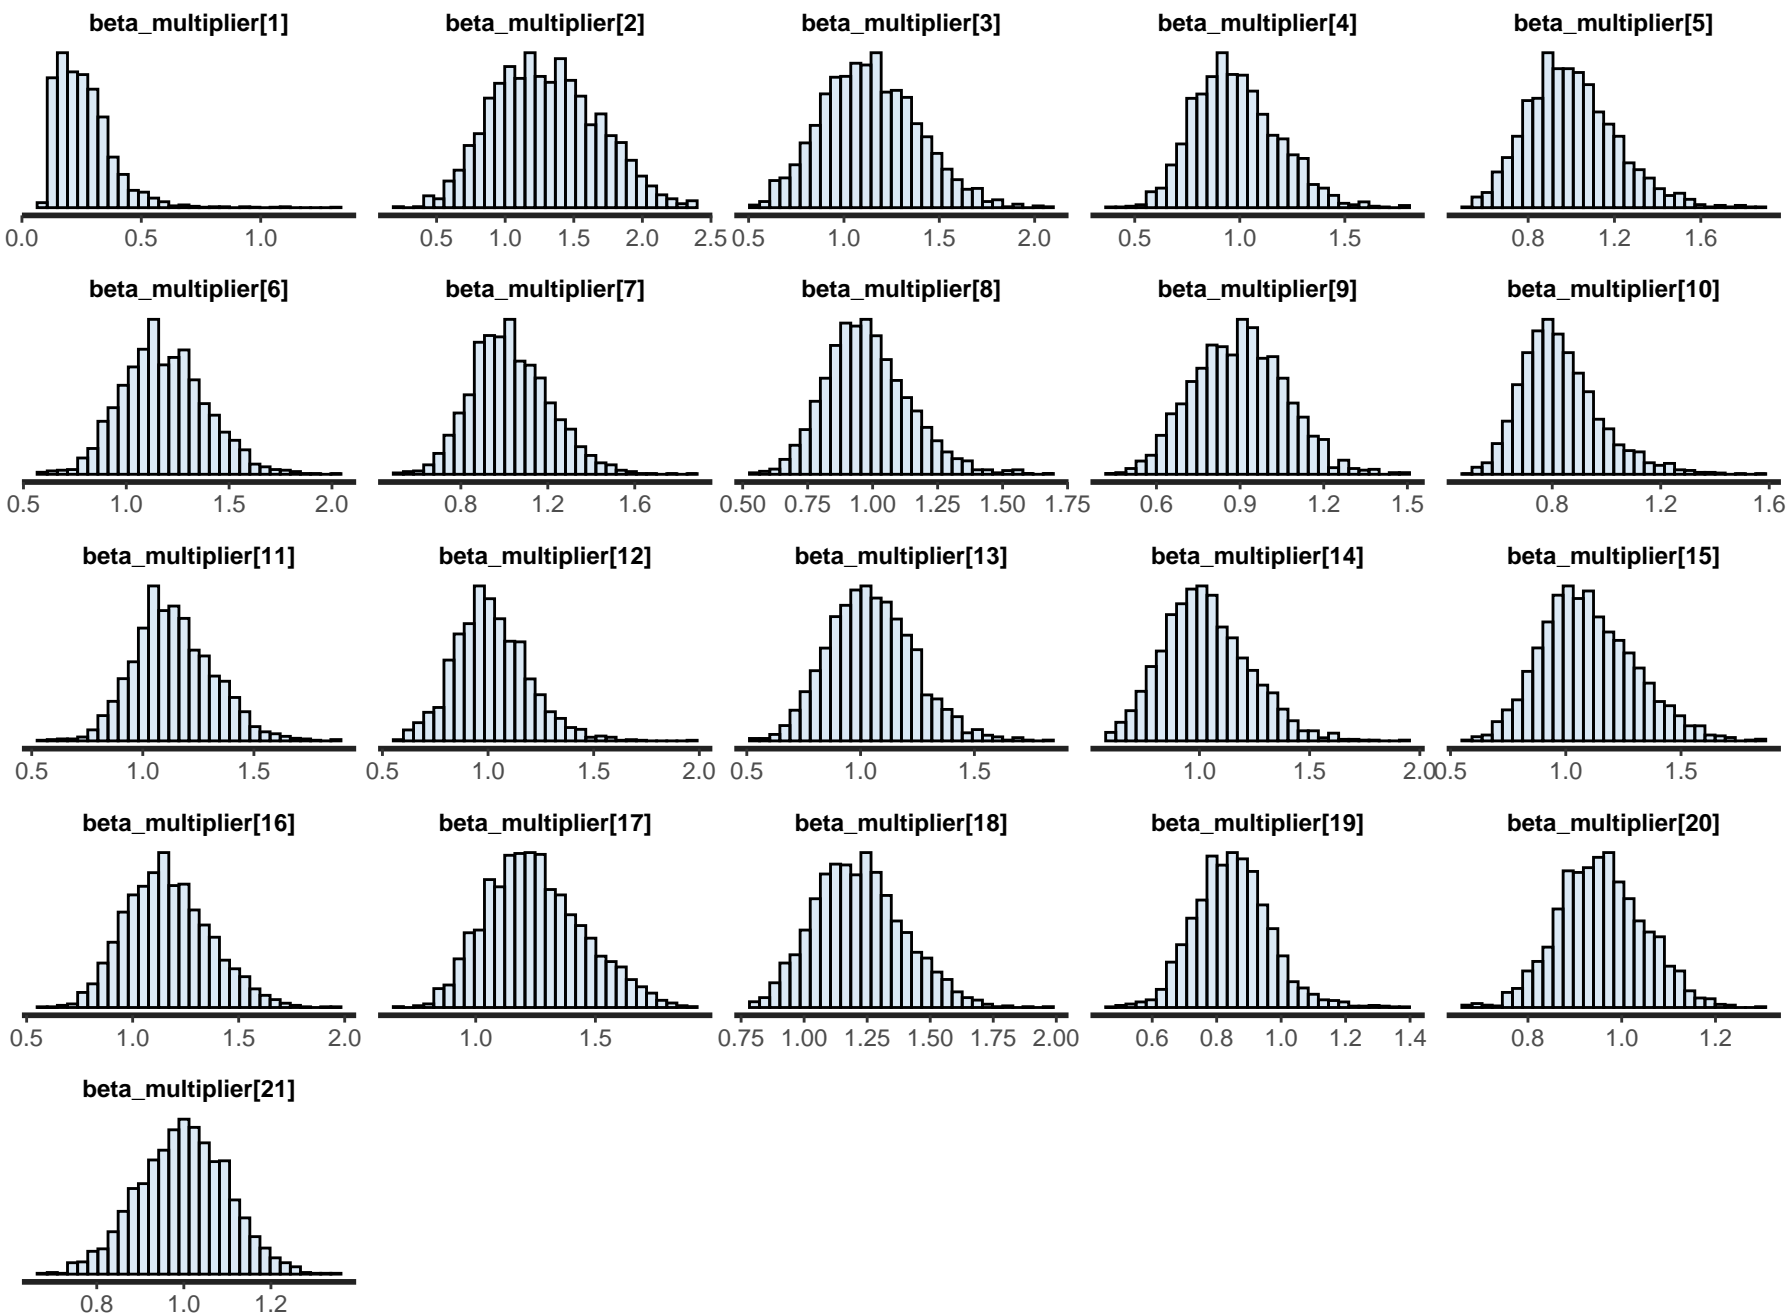 beta_multiplier[1] beta_multiplier[2] beta_multiplier[3] beta_multiplier[4] beta_multiplier[5]
0.0 0.5 1.0 0.5 1.0 1.5 2.0 2.5 0.5 1.0 1.5 2.0 0.5 1.0 1.5 0.8 1.2 1.6
beta_multiplier[6] beta_multiplier[7] beta_multiplier[8] beta_multiplier[9] beta_multiplier[10]
0.5 1.0 1.5 2.0 0.8 1.2 1.6 0.50 0.75 1.00 1.25 1.50 1.75 0.6 0.9 1.2 1.5 0.8 1.2 1.6
beta_multiplier[11] beta_multiplier[12] beta_multiplier[13] beta_multiplier[14] beta_multiplier[15]
0.5 1.0 1.5 0.5 1.0 1.5 2.0 0.5 1.0 1.5 1.0 1.5 2.0 0.5 1.0 1.5
beta_multiplier[16] beta_multiplier[17] beta_multiplier[18] beta_multiplier[19] beta_multiplier[20]
0.5 1.0 1.5 2.0 1.0 1.5 0.75 1.00 1.25 1.50 1.75 2.00 0.6 0.8 1.0 1.2 1.4 0.8 1.0 1.2
beta_multiplier[21]
0.8 1.0 1.2